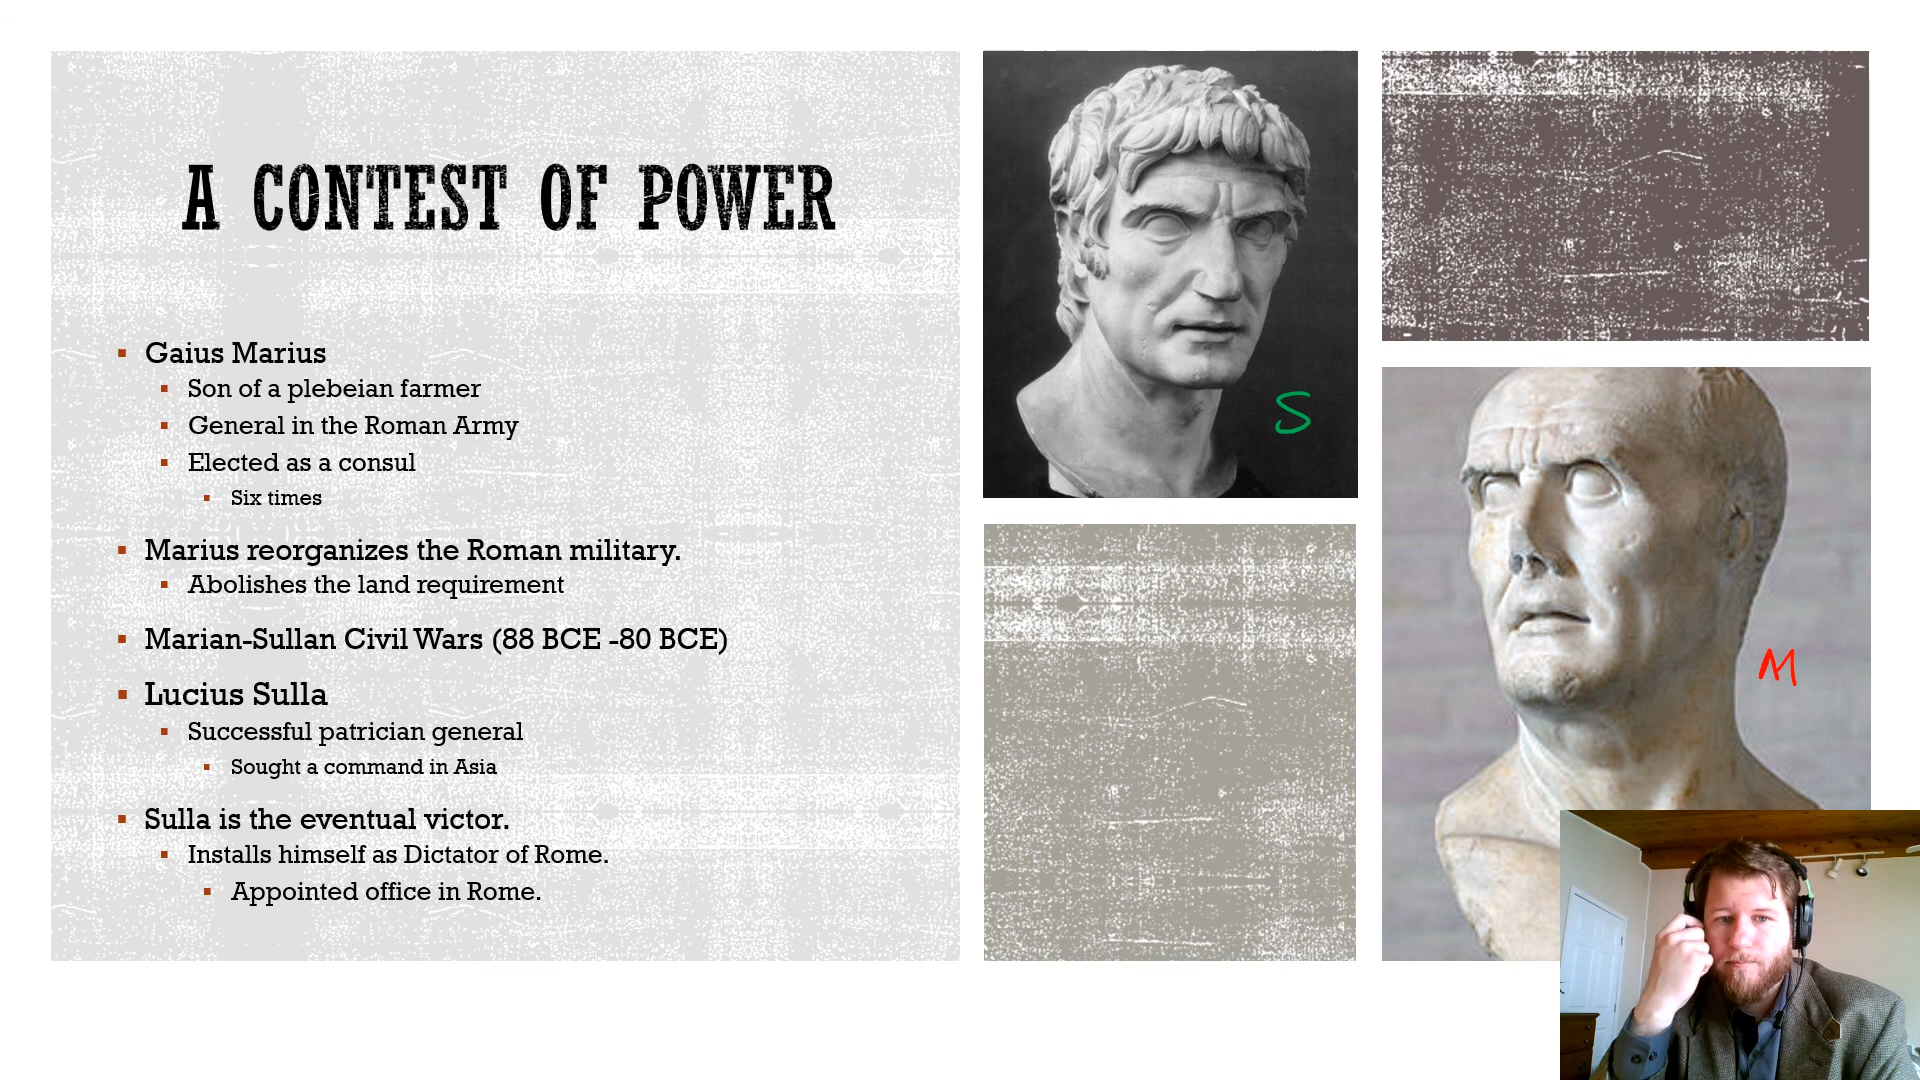 A CONTEST OF POWER
▪ Gaius Marius
▪ Son of a plebeian farmer
▪ General in the Roman Army
▪ Elected as a consul
▪ Six times
▪ Marius reorganizes the Roman military.
▪ Abolishes the land requirement
▪ Marian-Sullan Civil Wars (88 BCE -80 BCE)
▪ Lucius Sulla
▪ Successful patrician general
▪ Sought a command in Asia
▪ Sulla is the eventual victor.
▪ Installs himself as Dictator of Rome.
▪ Appointed office in Rome.
S
M